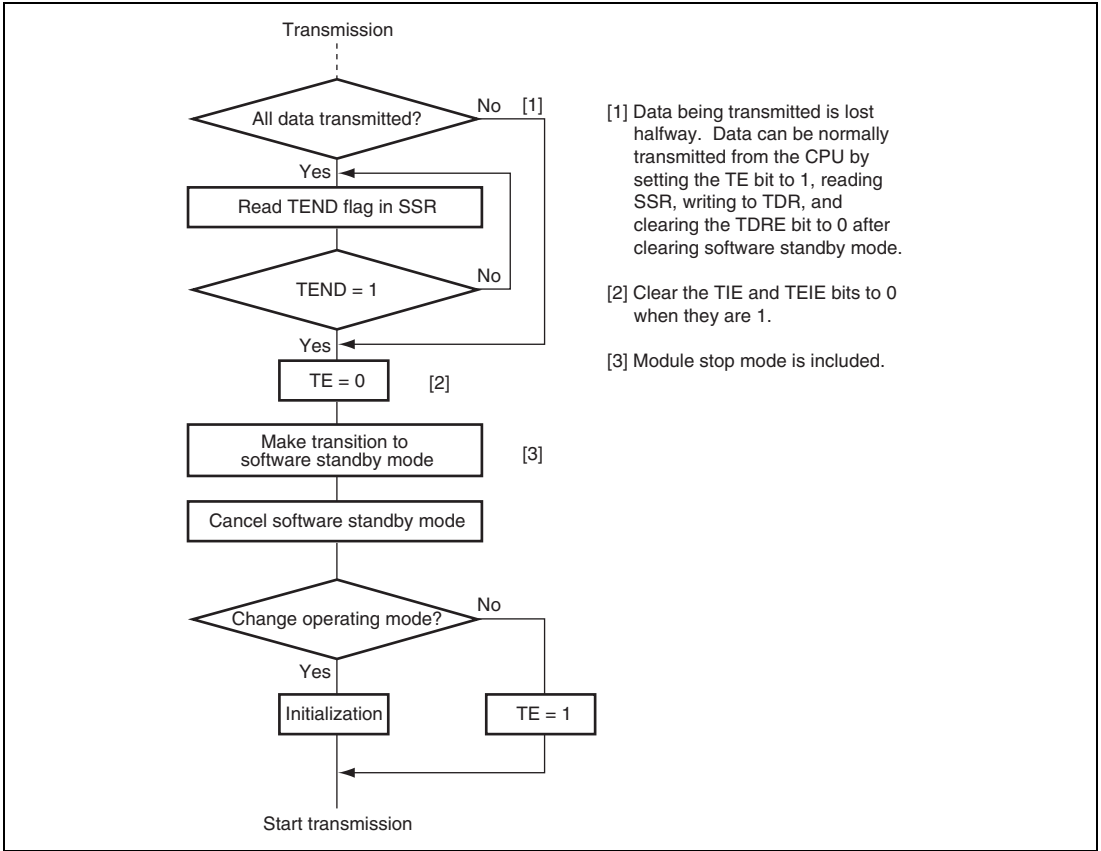 Transmission
All data transmitted?
No
[1]
Yes
Read TEND flag in SSR
TEND = 1
No
Yes
TE = 0
[2]
Make transition to
software standby mode
[3]
Cancel software standby mode
Change operating mode?
No
Yes
Initialization
TE = 1
Start transmission
[1] Data being transmitted is lost
halfway. Data can be normally
transmitted from the CPU by
setting the TE bit to 1, reading
SSR, writing to TDR, and
clearing the TDRE bit to 0 after
clearing software standby mode.
[2] Clear the TIE and TEIE bits to 0
when they are 1.
[3] Module stop mode is included.